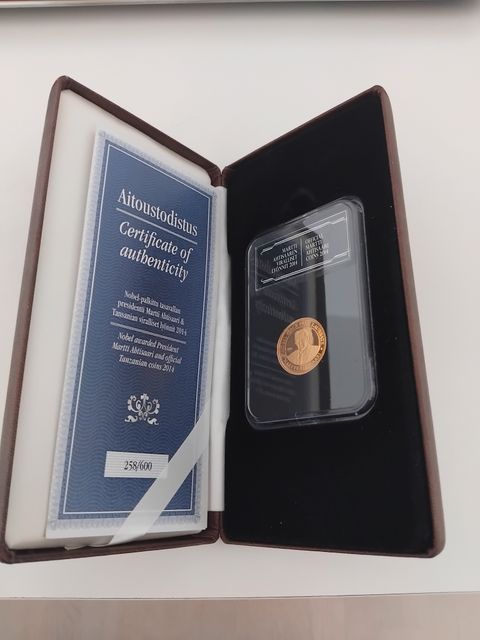 Aitoustodistus
Certificate of
authenticity
Nobel-palkittu tasavallan
presidentti Martti Ahtisaari &
Tansanian viralliset lyönnit 2014
Nobel awarded President
Martti Ahtisaari and official
Tanzanian coins 2014
258/600
MARTTI
AHTISAAREN
VIRALLISET
LYÖNNIT 2014
OFFICIAL
MARTTI
AHTISAARI
COINS 2014